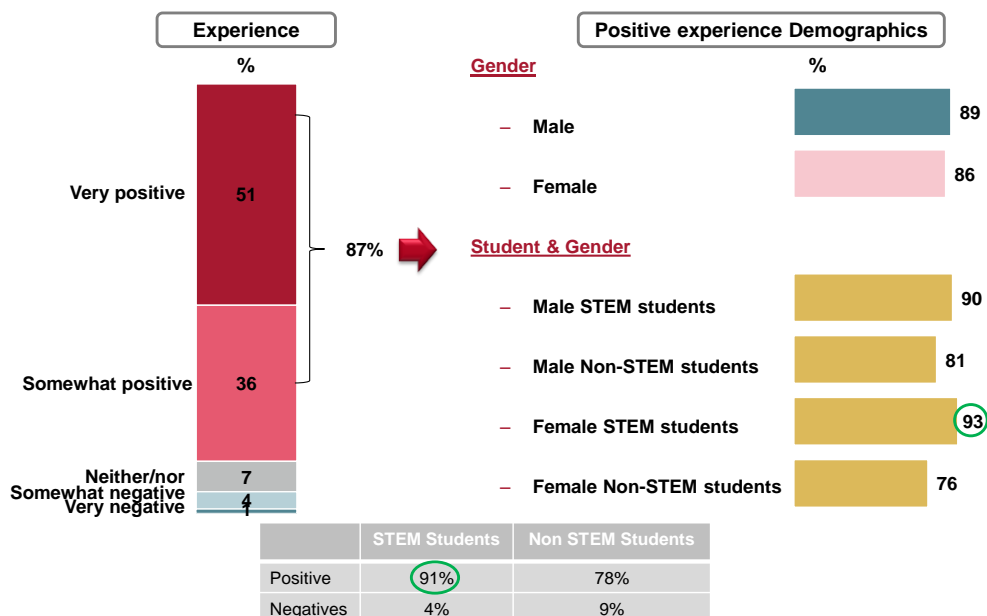 Experience
%
Very positive
51
Somewhat positive
36
Neither/nor
7
Somewhat negative
4
Very negative
1
87%
Positive experience Demographics
Gender
%
– Male
89
– Female
86
Student & Gender
– Male STEM students
90
– Male Non-STEM students
81
– Female STEM students
93
– Female Non-STEM students
76
STEM Students Non STEM Students
Positive 91% 78%
Negatives 4% 9%